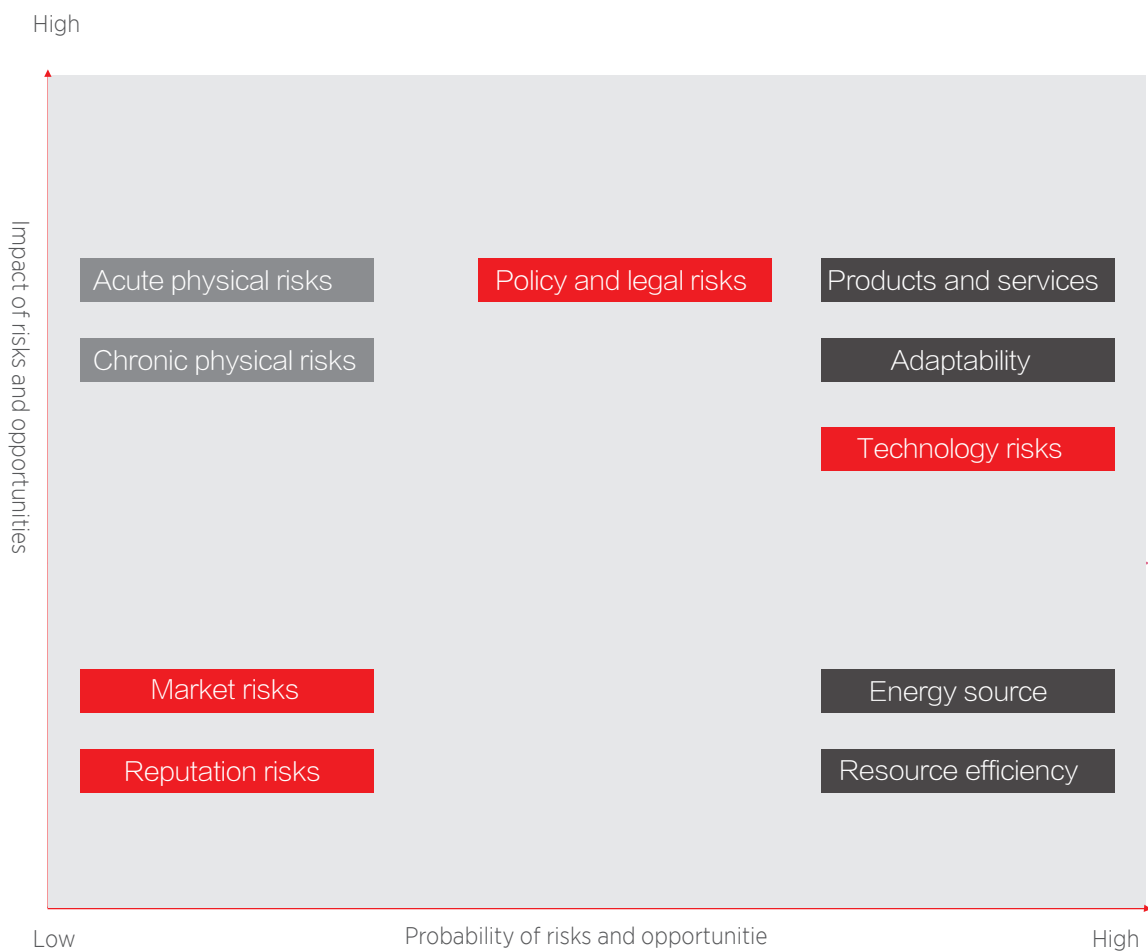 High
Impact of risks and opportunities
Acute physical risks
Policy and legal risks
Products and services
Chronic physical risks
Adaptability
Technology risks
Market risks
Energy source
Reputation risks
Resource efficiency
Low
Probability of risks and opportunitie
High